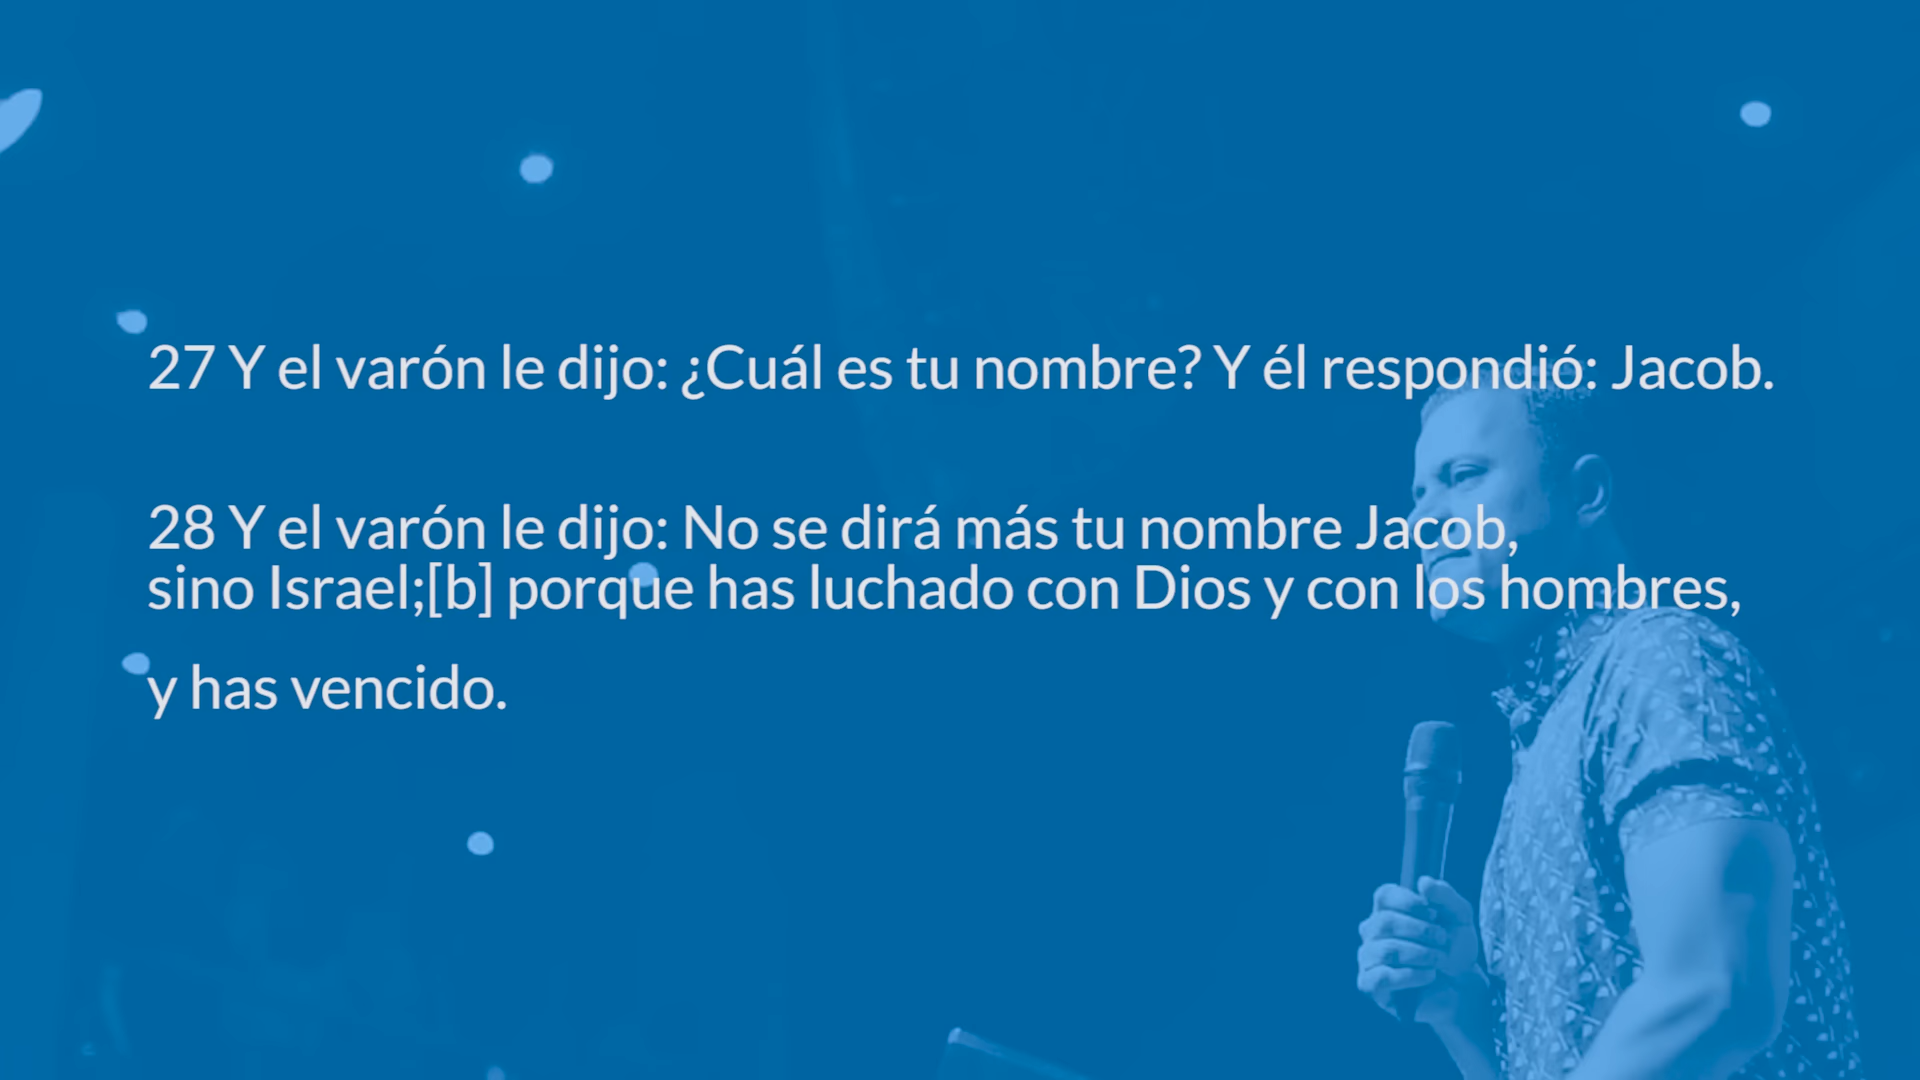 27 Y el varón le dijo: ¿Cuál es tu nombre? Y él respondió: Jacob.
28 Y el varón le dijo: No se dirá más tu nombre Jacob,
sino Israel;[b] porque has luchado con Dios y con los hombres,
y has vencido.